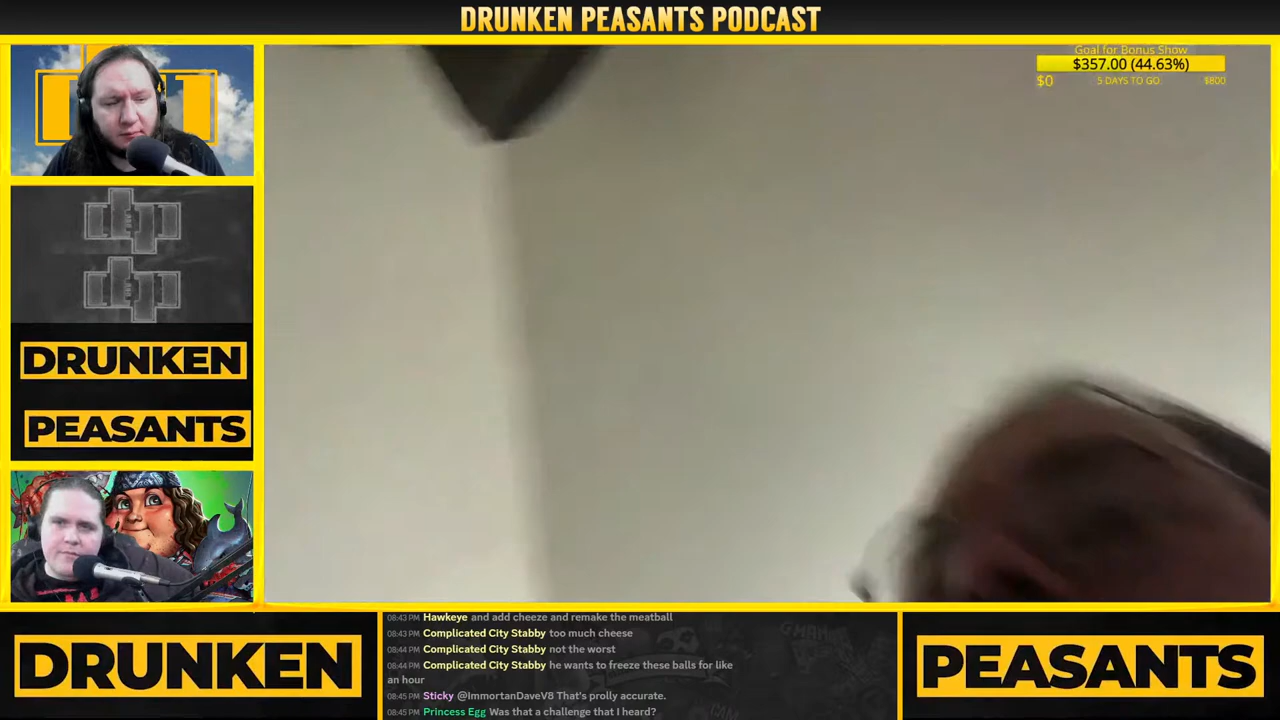 DRUNKEN PEASANTS PODCAST
Goal for Bonus Show
$357.00 (44.63%)
$0 5 DAYS TO GO $800
DRUNKEN
PEASANTS
08:43 PM Hawkeye and add cheeze and remake the meatball
08:43 PM Complicated City Stabby too much cheese
08:44 PM Complicated City Stabby not the worst
08:44 PM Complicated City Stabby he wants to freeze these balls for like
an hour
08:45 PM Sticky @ImmortanDaveV8 That's prolly accurate.
08:45 PM Princess Egg Was that a challenge that I heard?
DRUNKEN
PEASANTS